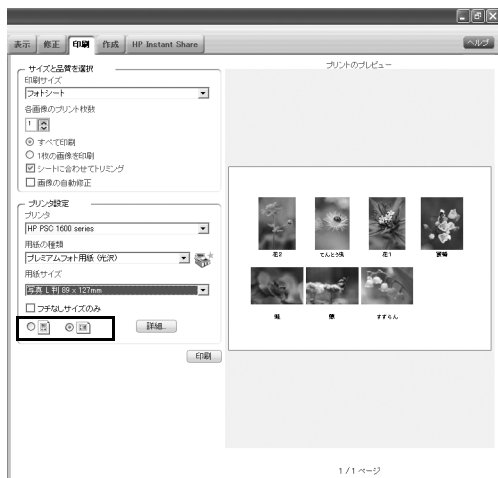 表示 修正 印刷 作成 HP Instant Share ヘルプ
サイズと品質を選択
印刷サイズ
フォトシート
各画像のプリント枚数
1
すべて印刷
1枚の画像を印刷
シートに合わせてトリミング
画像の自動修正
プリンタ設定
プリンタ
HP PSC 1600 series
用紙の種類
プレミアムフォト用紙 (光沢)
用紙サイズ
写真 L 判 89 x 127mm
フチなしサイズのみ
詳細...
印刷
プリントのプレビュー
花2 てんとう虫 花1
すずらん
1 / 1 ページ